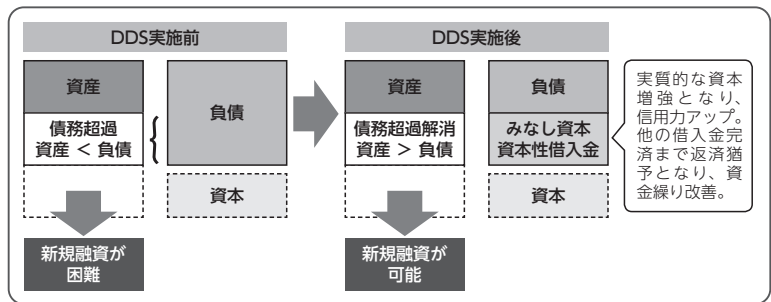 DDS実施前
資産
債務超過
資産 < 負債
負債
資本
新規融資が
困難
DDS実施後
資産
債務超過解消
資産 > 負債
負債
みなし資本
資本性借入金
資本
新規融資が
可能
実質的な資本
増強となり、
信用力アップ。
他の借入金完
済まで返済猶
予となり、資
金繰り改善。